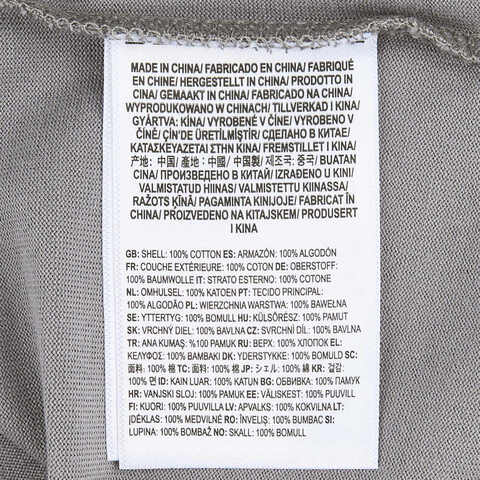 MADE IN CHINA/ FABRICADO EN CHINA/ FABRIQUÉ
EN CHINE/ HERGESTELLT IN CHINA/ PRODOTTO IN
CINA/ GEMAAKT IN CHINA/ FABRICADO NA CHINA/
WYPRODUKOWANO W CHINACH/ TILLVERKAD I KINA/
GYÁRTVA: KÍNA/ VYROBENÉ V ČÍNE/ VYROBENO V
ČÍNĚ/ ÇİN'DE ÜRETİLMİŞTİR/ СДЕЛАНО В КИТАЕ/
ΚΑΤΑΣΚΕΥΑΖΕΤΑΙ ΣΤΗΝ ΚΙΝΑ/ FREMSTILLET I KINA/
产地：中国/ 產地：中國/ 中国製/ 제조국: 중국/ BUATAN
CINA/ ПРОИЗВЕДЕНО В КИТАЙ/ IZRAĐENO U KINI/
VALMISTATUD HIINAS/ VALMISTETTU KIINASSA/
RAŽOTS ĶĪNĀ/ PAGAMINTA KINIJOJE/ FABRICAT ÎN
CHINA/ PROIZVEDENO NA KITAJSKEM/ PRODUSERT
I KINA
GB: SHELL: 100% COTTON ES: ARMAZÓN: 100% ALGODÓN
FR: COUCHE EXTÉRIEURE: 100% COTON DE: OBERSTOFF:
100% BAUMWOLLE IT: STRATO ESTERNO: 100% COTONE
NL: OMHULSEL: 100% KATOEN PT: TECIDO PRINCIPAL:
100% ALGODÃO PL: WIERZCHNIA WARSTWA: 100% BAWEŁNA
SE: YTTERTYG: 100% BOMULL HU: KÜLSŐRÉSZ: 100% PAMUT
SK: VRCHNÝ DIEL: 100% BAVLNA CZ: SVRCHNÍ DÍL: 100% BAVLNA
TR: ANA KUMAŞ: %100 PAMUK RU: ВЕРХ: 100% ХЛОПОК EL:
ΚΕΛΥΦΟΣ: 100% ΒΑΜΒΑΚΙ DK: YDERSTYKKE: 100% BOMULD SC:
面料: 100% 棉 TC: 面料: 100% 棉 JP: シェル: 100% 綿 KR: 겉감:
100% 면 ID: KAIN LUAR: 100% KATUN BG: ОБВИВКА: 100% ПАМУК
HR: VANJSKI SLOJ: 100% PAMUK EE: VÄLISKEST: 100% PUUVILL
FI: KUORI: 100% PUUVILLA LV: APVALKS: 100% KOKVILNA LT:
ĮDĖKLAS: 100% MEDVILNĖ RO: ÎNVELIŞ: 100% BUMBAC SI:
LUPINA: 100% BOMBAŽ NO: SKALL: 100% BOMULL